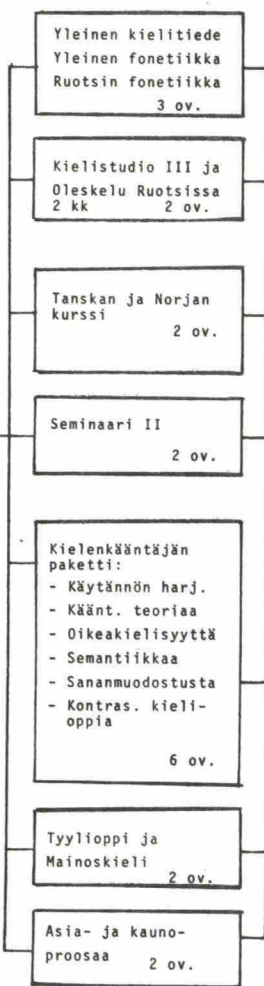 Yleinen kielitiede
Yleinen fonetiikka
Ruotsin fonetiikka
3 ov.
Kielistudio III ja
Oleskelu Ruotsissa
2 kk 2 ov.
Tanskan ja Norjan
kurssi
2 ov.
Seminaari II
2 ov.
Kielenkääntäjän
paketti:
- Käytännön harj.
- Käänt. teoriaa
- Oikeakielisyyttä
- Semantiikkaa
- Sananmuodostusta
- Kontras. kieli-
oppia
6 ov.
Tyylioppi ja
Mainoskieli
2 ov.
Asia- ja kauno-
proosaa 2 ov.